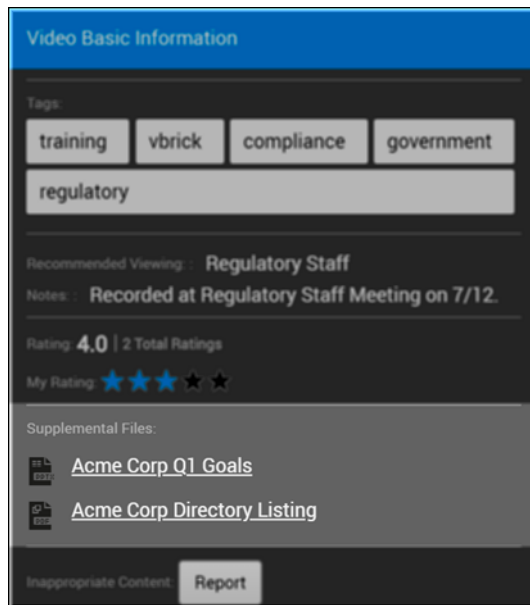 Video Basic Information
Tags:
training vbrick compliance government
regulatory
Recommended Viewing: : Regulatory Staff
Notes: : Recorded at Regulatory Staff Meeting on 7/12.
Rating: 4.0 | 2 Total Ratings
My Rating:
Supplemental Files:
Acme Corp Q1 Goals
Acme Corp Directory Listing
Inappropriate Content: Report